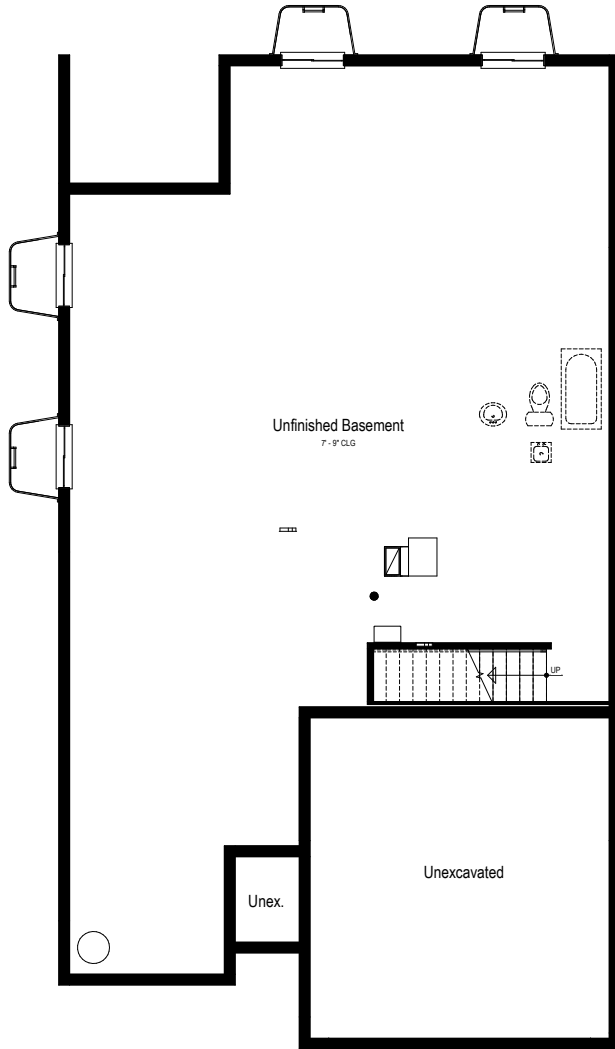 Unfinished Basement
7' - 9" CLG
UP
Unexcavated
Unex.